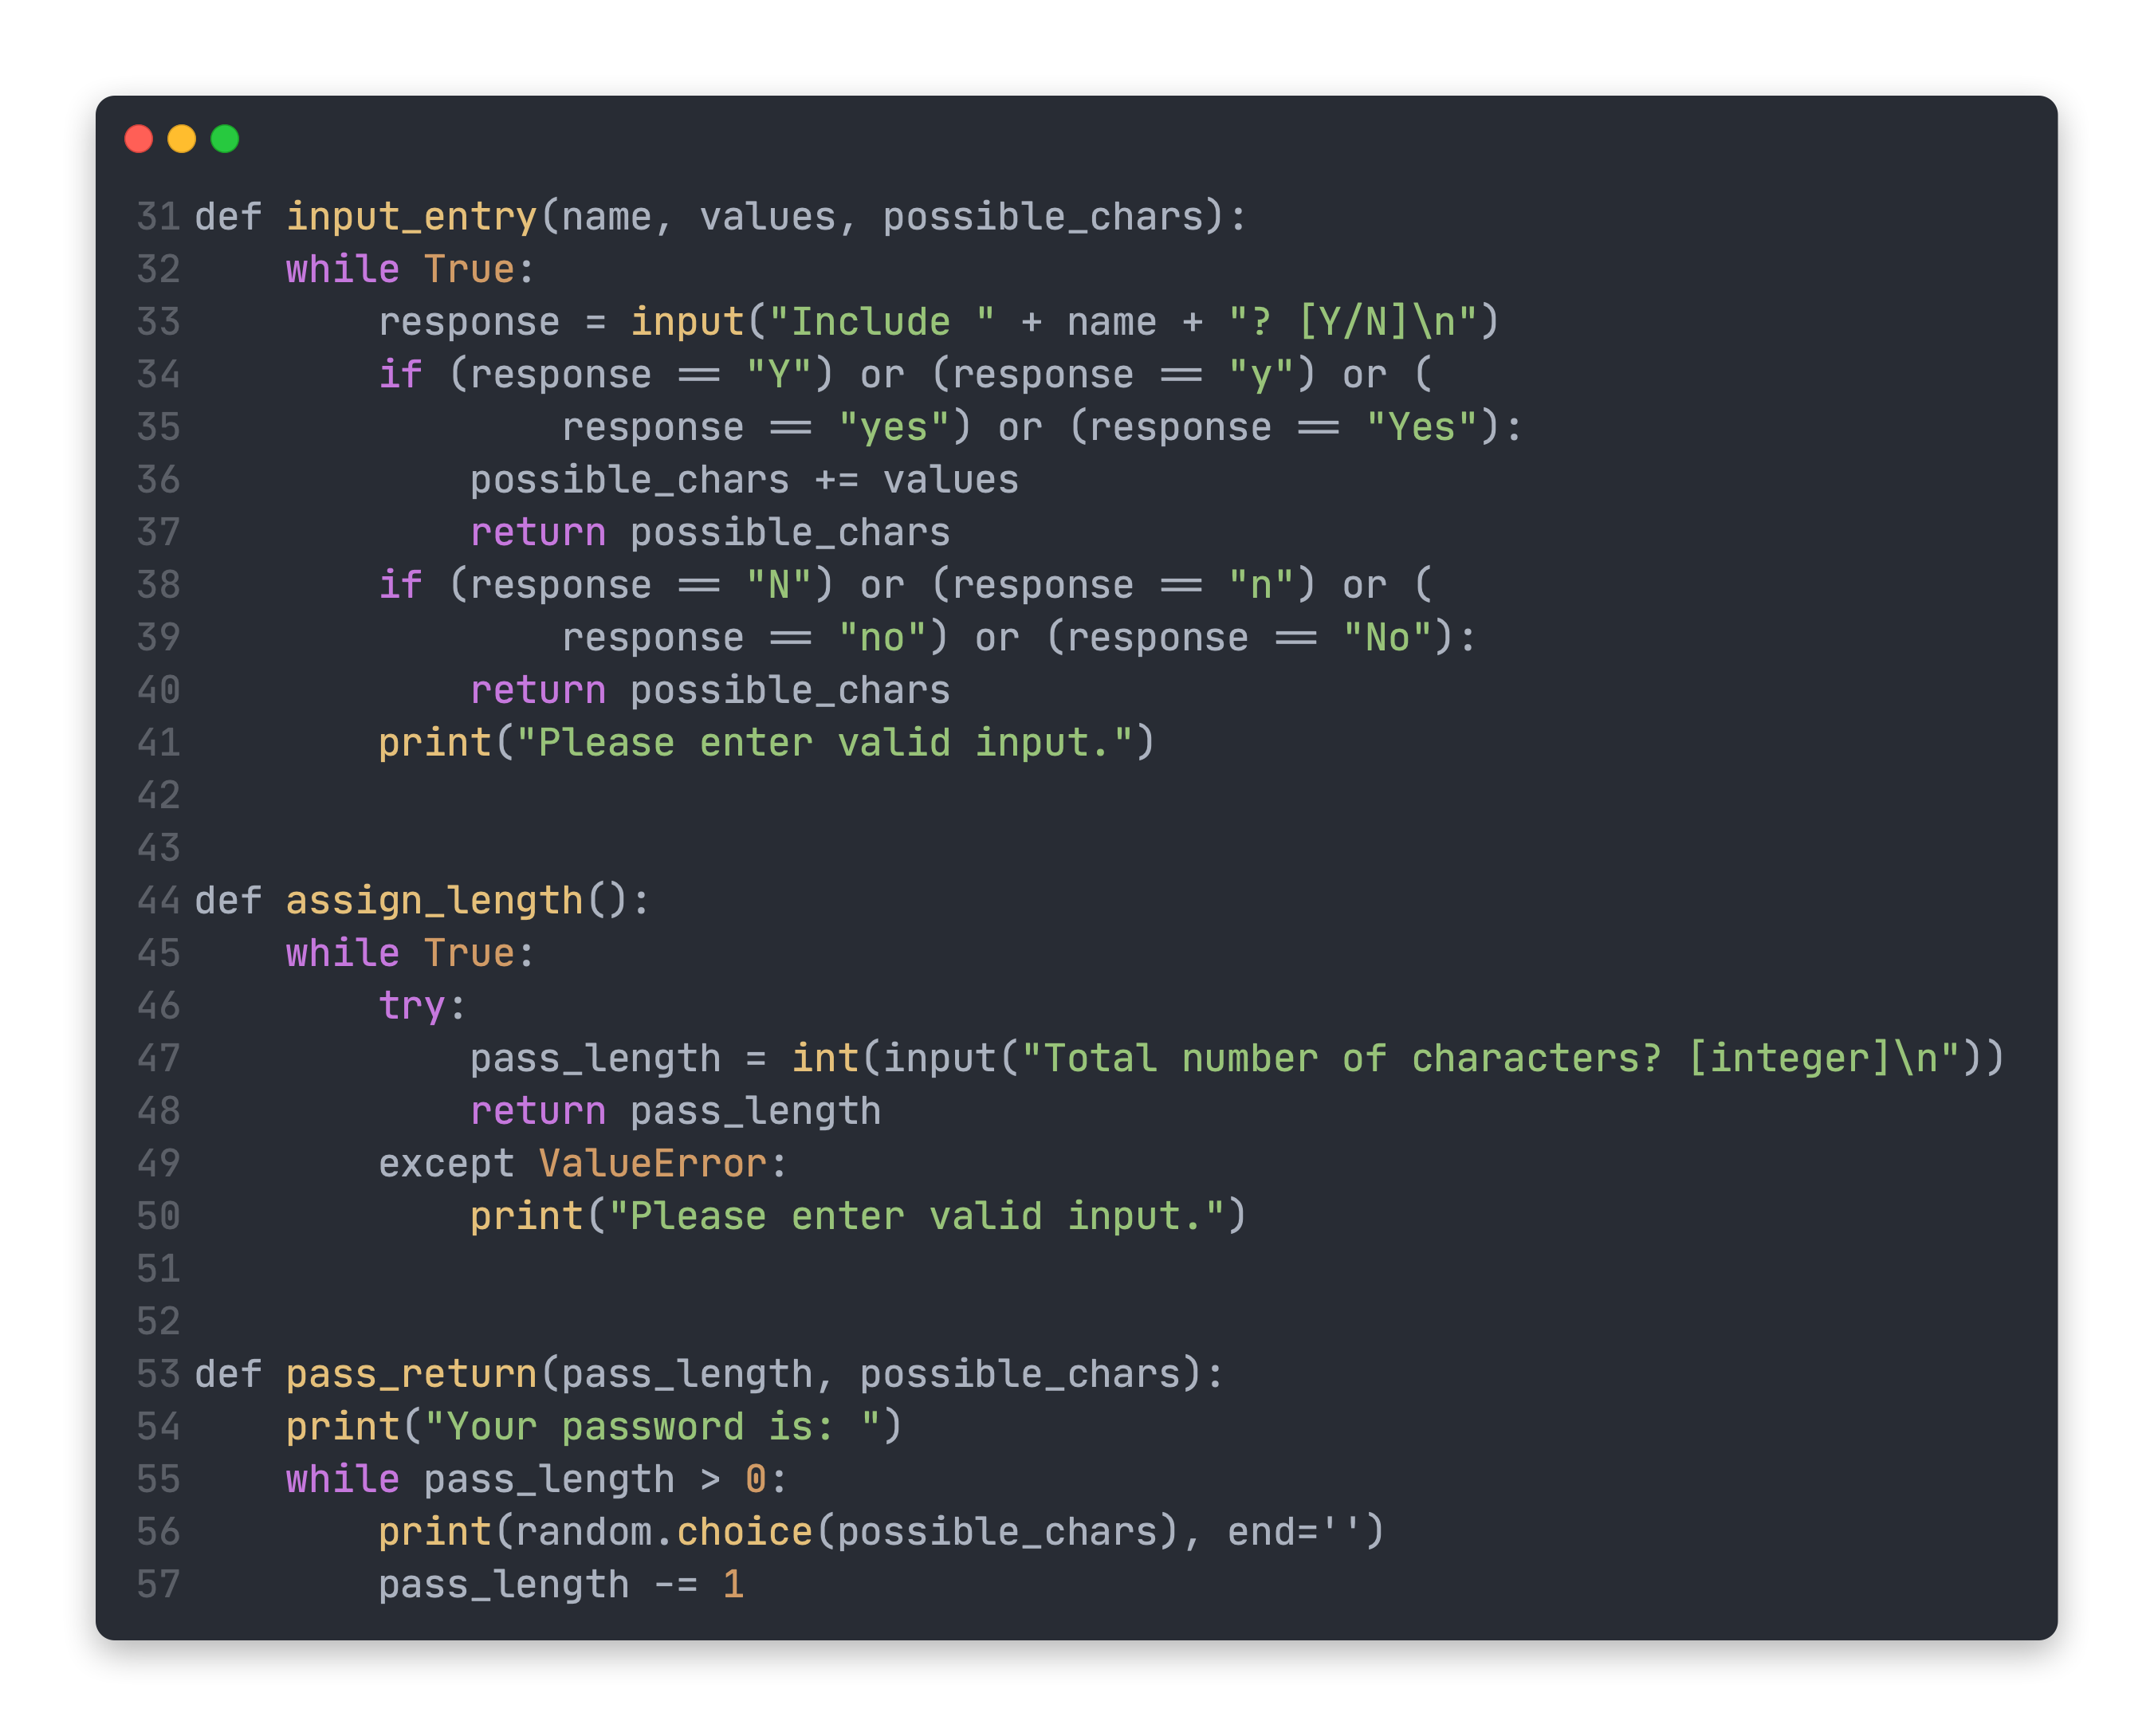 31 def input_entry(name, values, possible_chars):
32     while True:
33         response = input("Include " + name + "? [Y/N]\n")
34         if (response == "Y") or (response == "y") or (
35                 response == "yes") or (response == "Yes"):
36             possible_chars += values
37             return possible_chars
38         if (response == "N") or (response == "n") or (
39                 response == "no") or (response == "No"):
40             return possible_chars
41         print("Please enter valid input.")
42
43
44 def assign_length():
45     while True:
46         try:
47             pass_length = int(input("Total number of characters? [integer]\n"))
48             return pass_length
49         except ValueError:
50             print("Please enter valid input.")
51
52
53 def pass_return(pass_length, possible_chars):
54     print("Your password is: ")
55     while pass_length > 0:
56         print(random.choice(possible_chars), end='')
57         pass_length -= 1